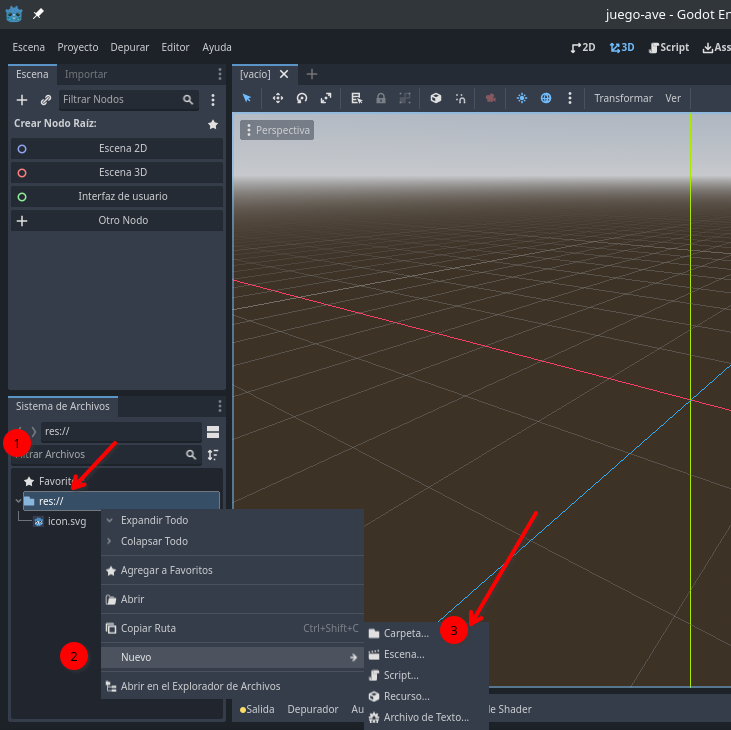 juego-ave - Godot En
Escena Proyecto Depurar Editor Ayuda
2D 3D Script Ass
Escena Importar
[vacío]
Filtrar Nodos
Transformar Ver
Crear Nodo Raíz:
Perspectiva
Escena 2D
Escena 3D
Interfaz de usuario
Otro Nodo
Sistema de Archivos
1
res://
trar Archivos
Favorit
res://
icon.svg
Expandir Todo
Colapsar Todo
Agregar a Favoritos
Abrir
Copiar Ruta Ctrl+Shift+C
2
Nuevo
Abrir en el Explorador de Archivos
3
Carpeta...
Escena...
Script...
Recurso...
Archivo de Texto...
Salida Depurador Au de Shader